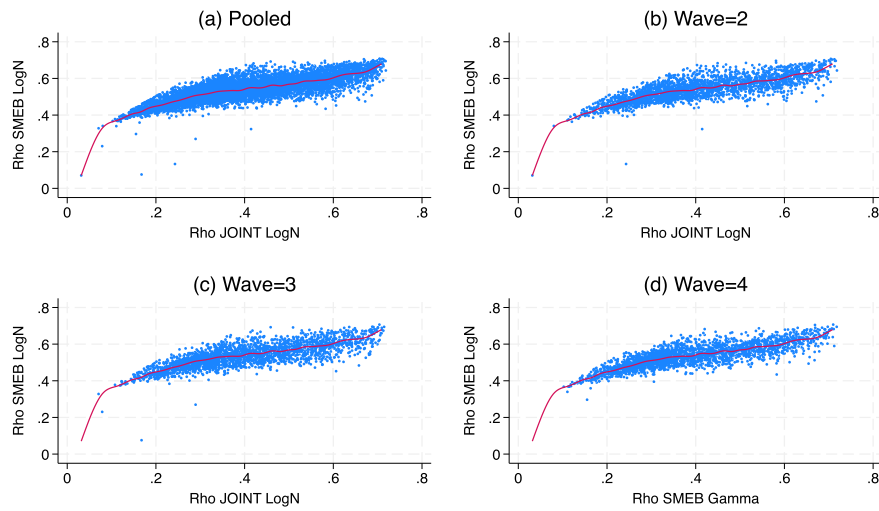 (a) Pooled
Rho SMEB LogN
.8
.6
.4
.2
0
0 .2 .4 .6 .8
Rho JOINT LogN
(b) Wave=2
Rho SMEB LogN
.8
.6
.4
.2
0
0 .2 .4 .6 .8
Rho JOINT LogN
(c) Wave=3
Rho SMEB LogN
.8
.6
.4
.2
0
0 .2 .4 .6 .8
Rho JOINT LogN
(d) Wave=4
Rho SMEB LogN
.8
.6
.4
.2
0
0 .2 .4 .6 .8
Rho SMEB Gamma